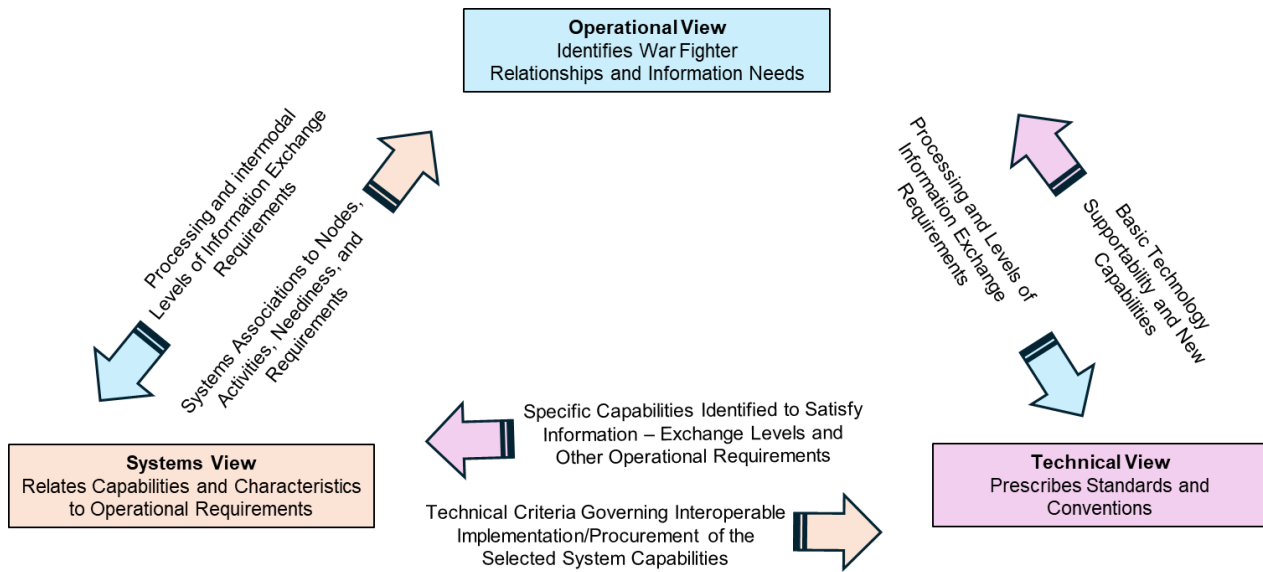 Operational View
Identifies War Fighter
Relationships and Information Needs
Processing and intermodal
Levels of Information Exchange
Requirements
Systems Associations to Nodes,
Activities, Neediness, and
Requirements
Processing and Levels of
Information Exchange
Requirements
Basic Technology
Supportability and New
Capabilities
Specific Capabilities Identified to Satisfy
Information – Exchange Levels and
Other Operational Requirements
Systems View
Relates Capabilities and Characteristics
to Operational Requirements
Technical View
Prescribes Standards and
Conventions
Technical Criteria Governing Interoperable
Implementation/Procurement of the
Selected System Capabilities